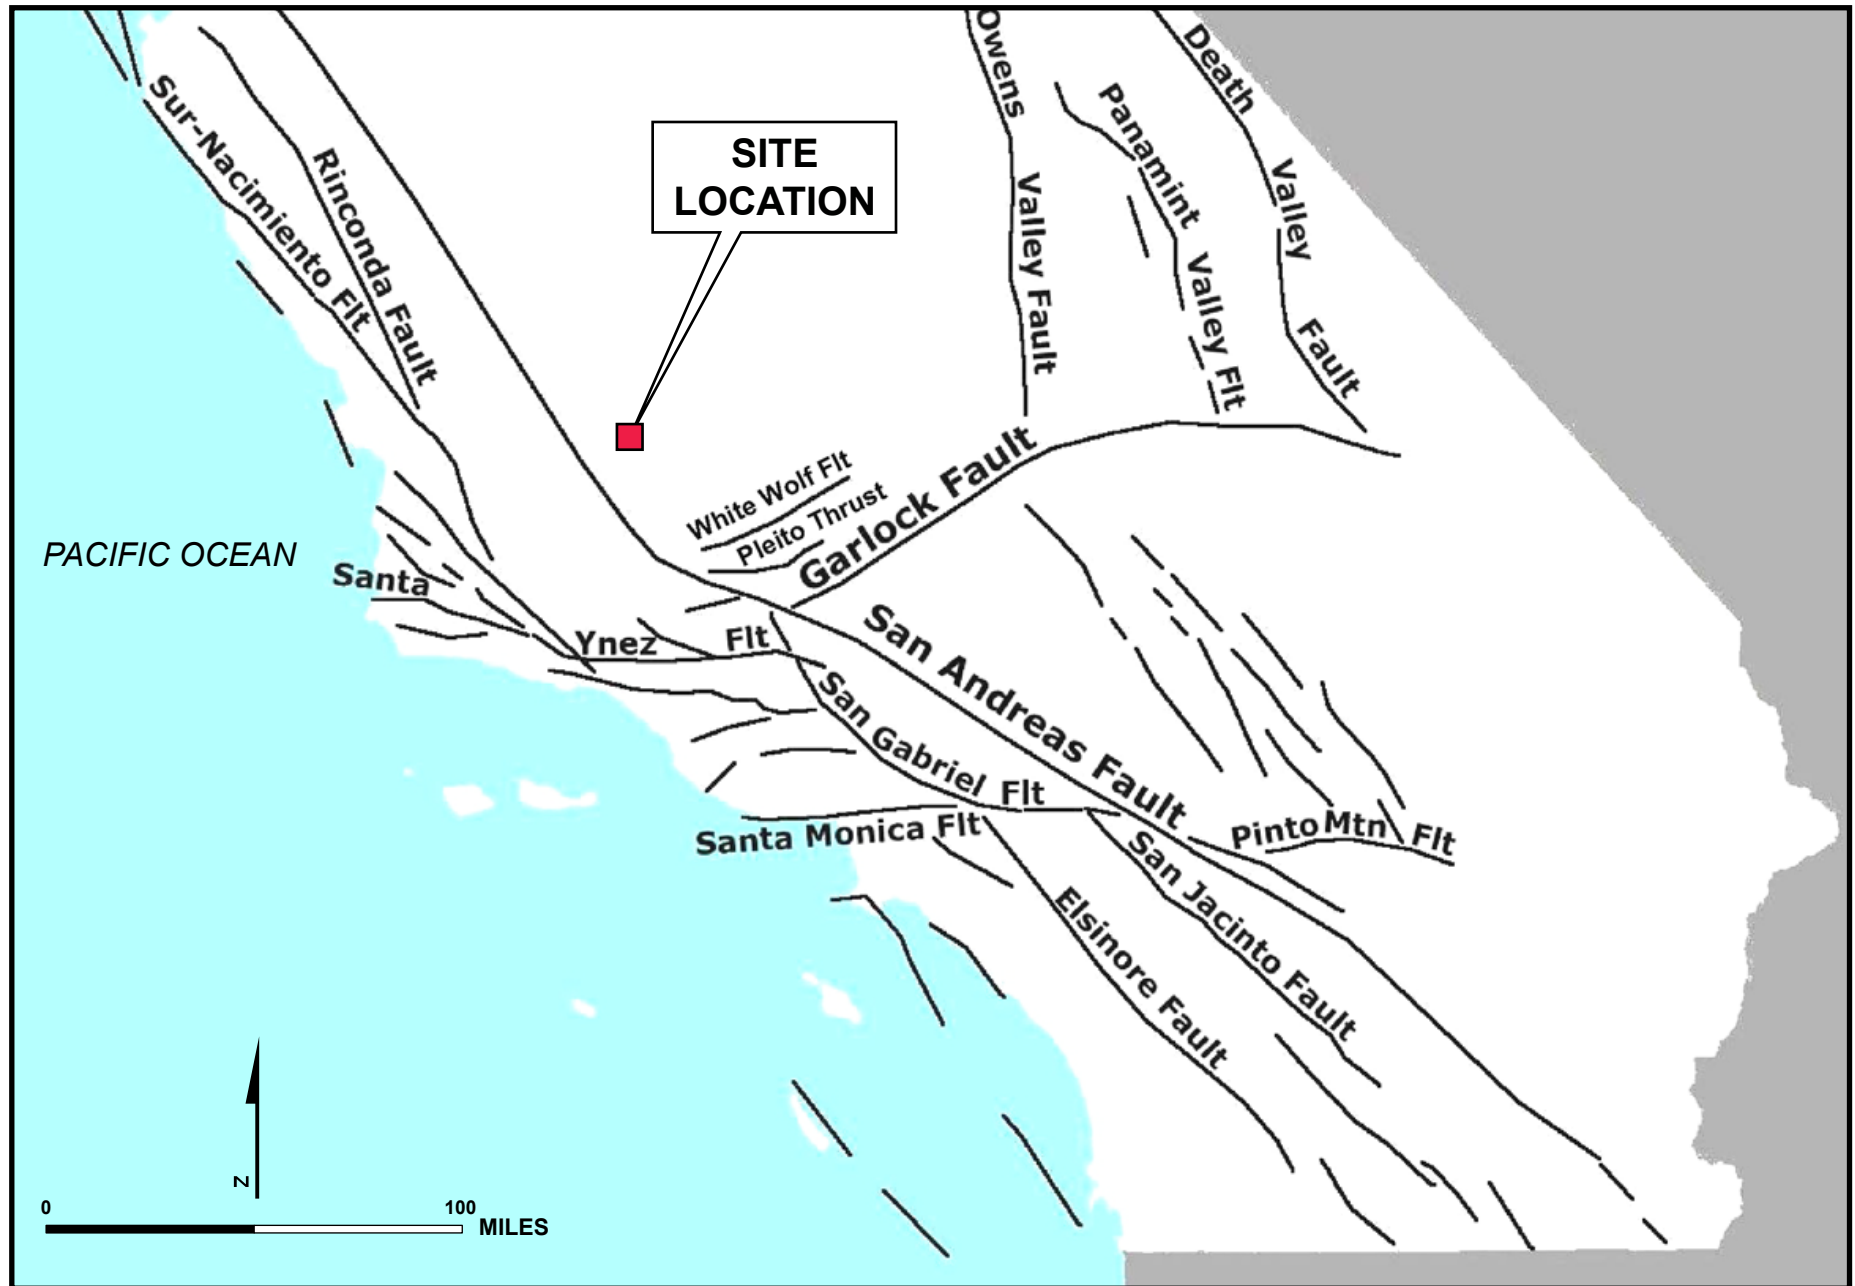 SITE
LOCATION
Sur-Nacimiento Flt
Rinconda Fault
Owens Valley Fault
Panamint Valley Flt
Death Valley Fault
White Wolf Flt
Pleito Thrust
Garlock Fault
PACIFIC OCEAN
Santa Ynez Flt
San Andreas Fault
San Gabriel Flt
Santa Monica Flt
Pinto Mtn Flt
San Jacinto Fault
Elsinore Fault
Z
0 100
MILES